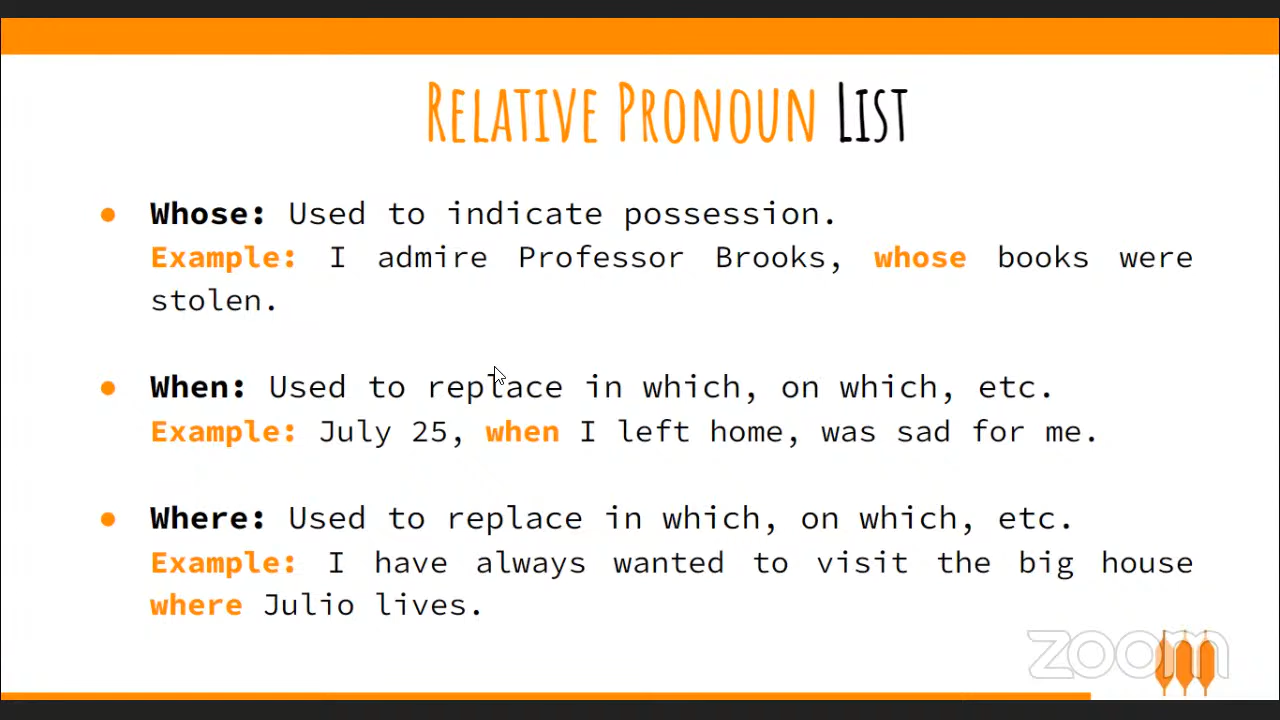 Relative Pronoun List
● Whose: Used to indicate possession.
Example: I admire Professor Brooks, whose books were
stolen.
● When: Used to replace in which, on which, etc.
Example: July 25, when I left home, was sad for me.
● Where: Used to replace in which, on which, etc.
Example: I have always wanted to visit the big house
where Julio lives.
zoom